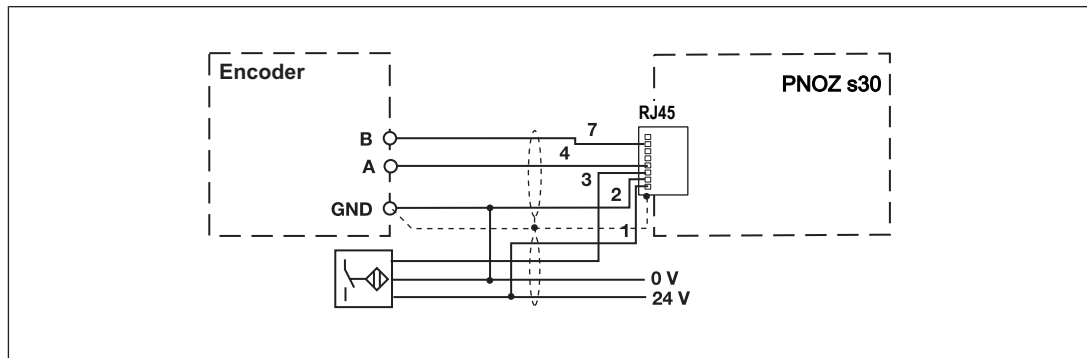 Encoder
PNOZ s30
RJ45
B
7
A
4
3
GND
2
1
0 V
24 V